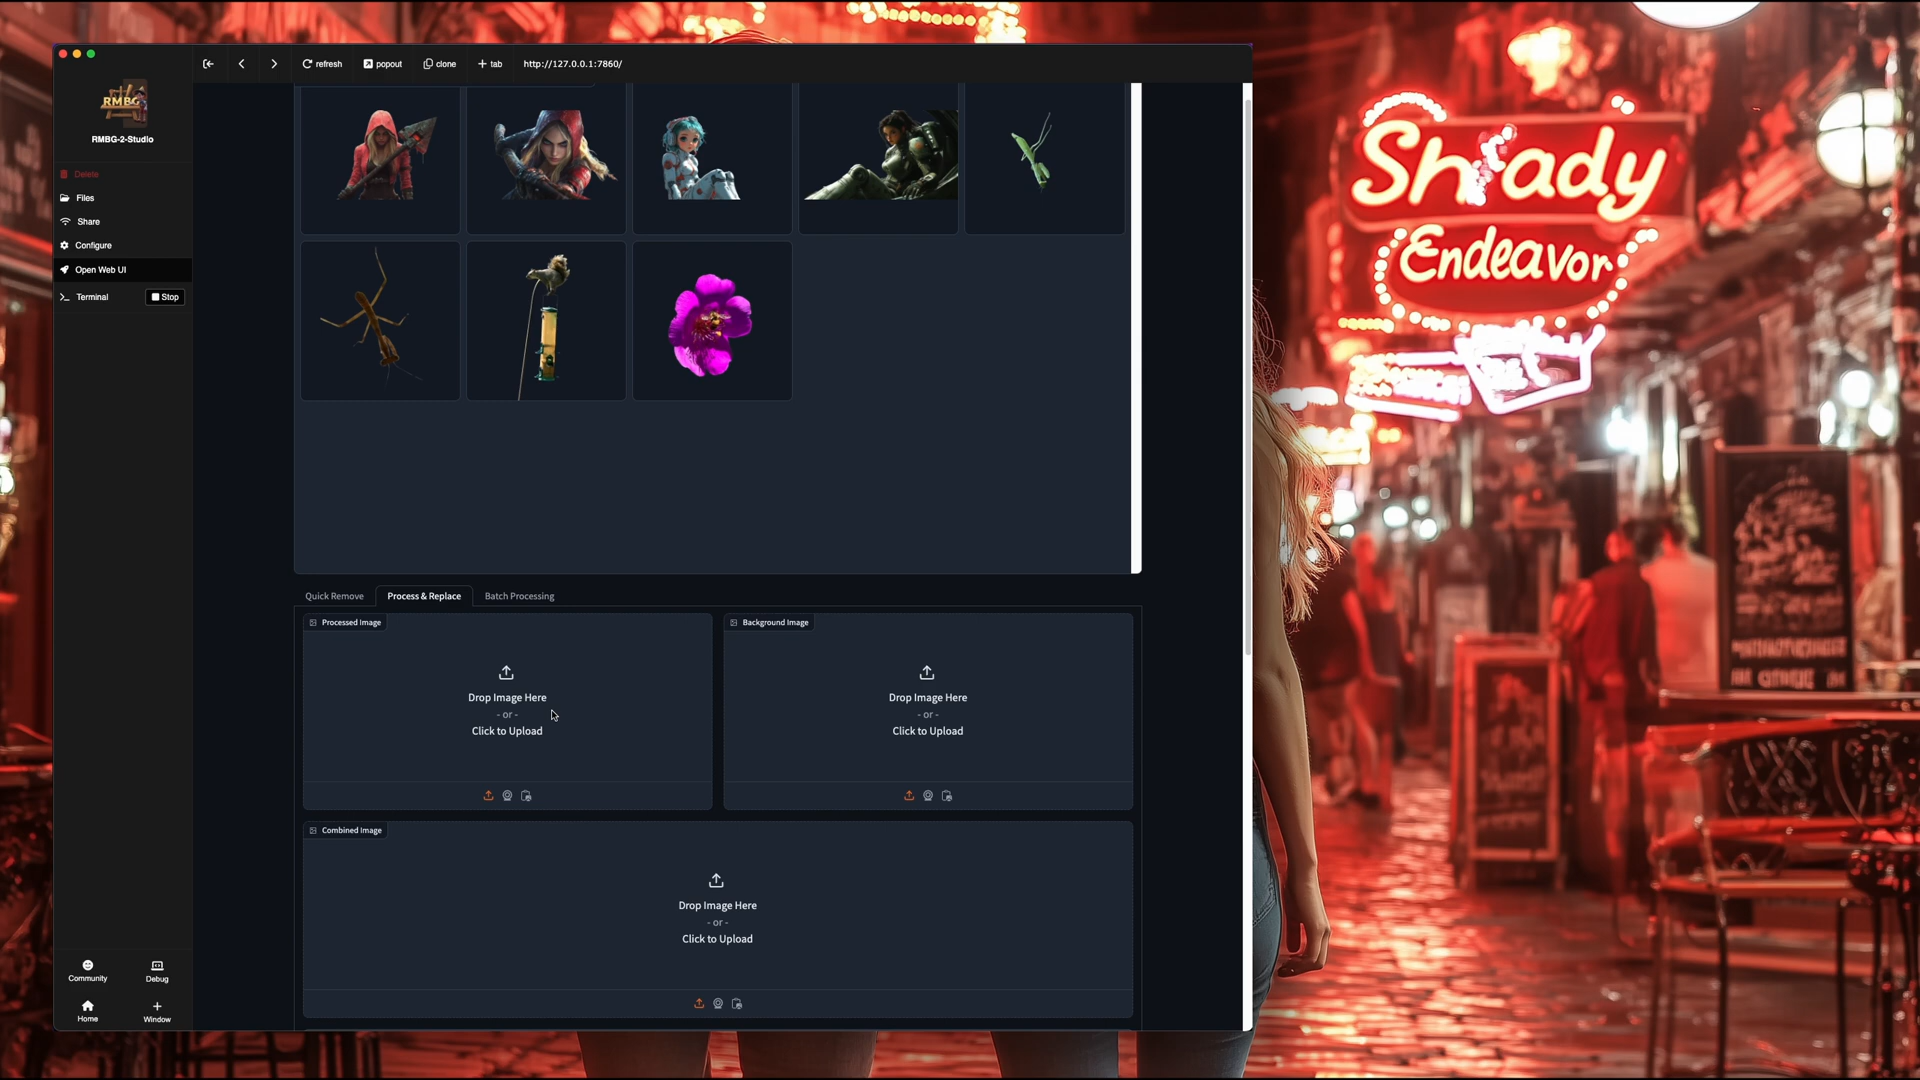 refresh
popout
clone
tab
http://127.0.0.1:7860/
RMBG
RMBG-2-Studio
Delete
Files
Share
Configure
Open Web UI
Terminal
Stop
Community
Debug
Home
Window
Quick Remove
Process & Replace
Batch Processing
Processed Image
Drop Image Here
- or -
Click to Upload
Background Image
Drop Image Here
- or -
Click to Upload
Combined Image
Drop Image Here
- or -
Click to Upload
Shady
Endeavor